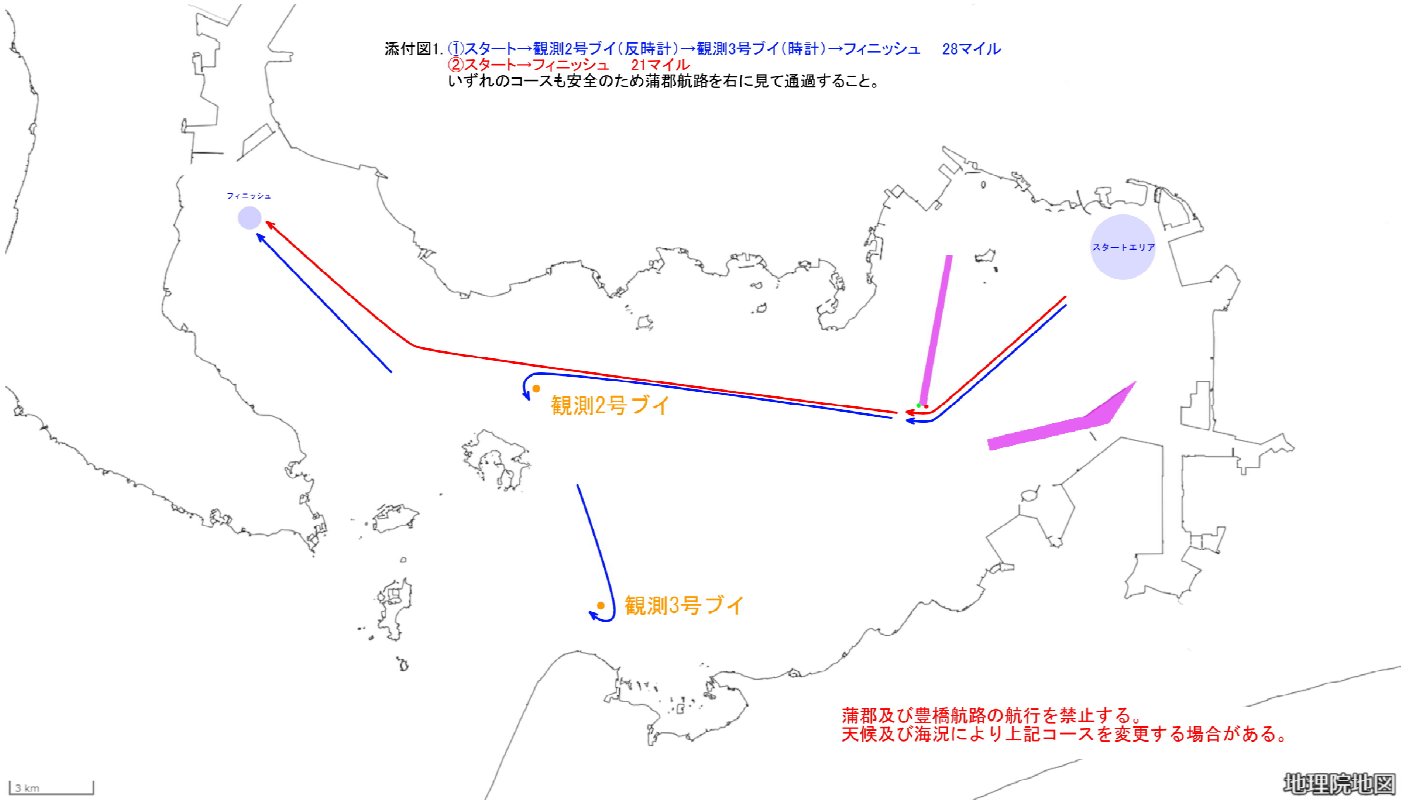 添付図1. ①スタート→観測2号ブイ(反時計)→観測3号ブイ(時計)→フィニッシュ 28マイル
②スタート→フィニッシュ 21マイル
いずれのコースも安全のため蒲郡航路を右に見て通過すること。
フィニッシュ
スタートエリア
観測2号ブイ
観測3号ブイ
蒲郡及び豊橋航路の航行を禁止する。
天候及び海況により上記コースを変更する場合がある。
3 km
地理院地図